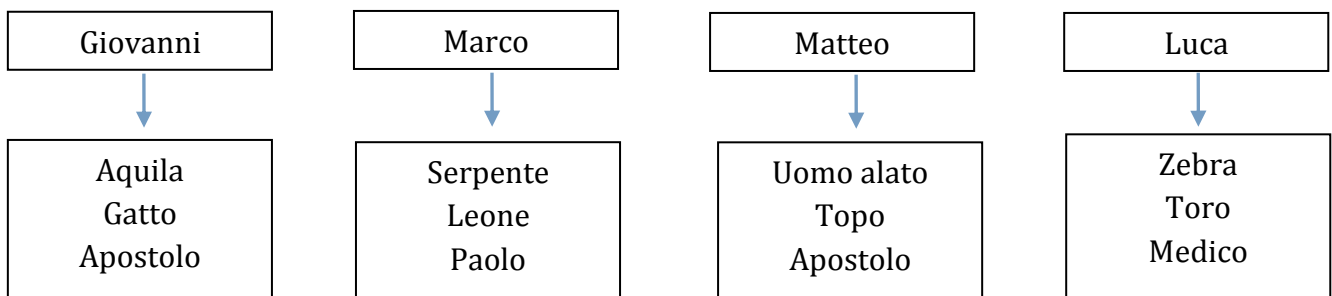 Giovanni
Marco
Matteo
Luca
Aquila
Gatto
Apostolo
Serpente
Leone
Paolo
Uomo alato
Topo
Apostolo
Zebra
Toro
Medico